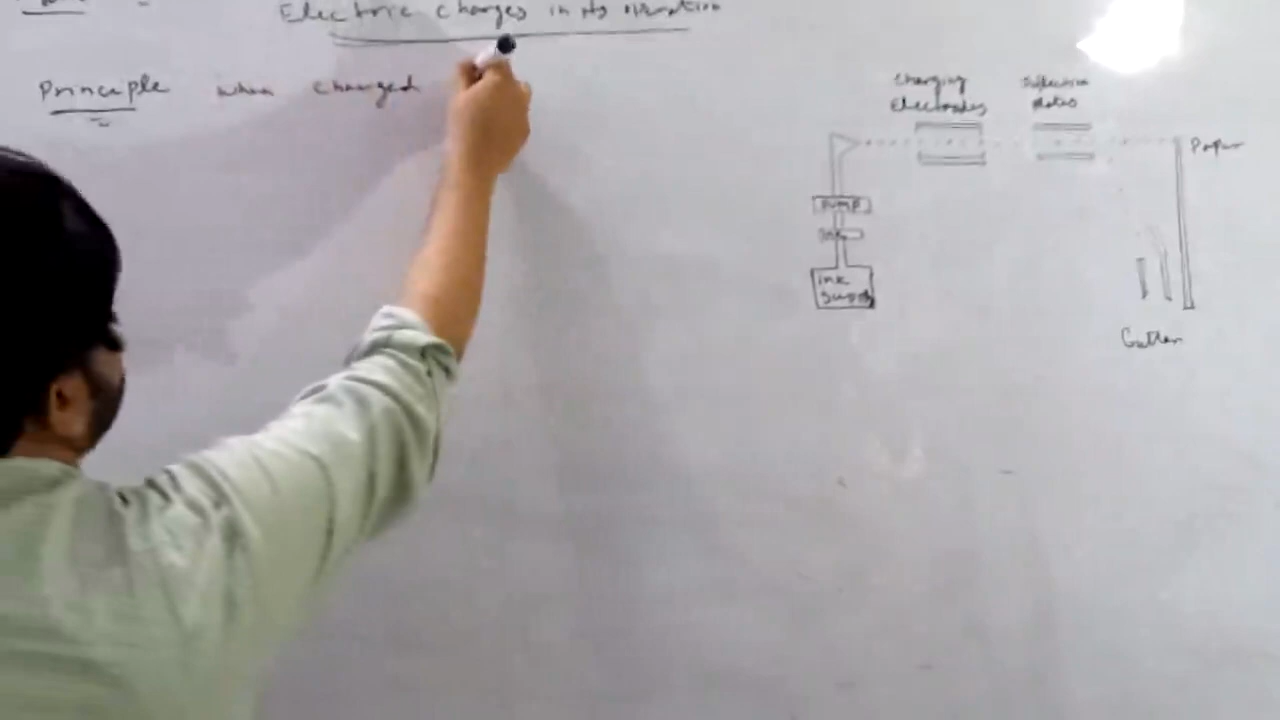 Electric charges in its operation
Principle when charged
Charging
Electrodes
Deflection
plates
Paper
PUMP
ink
supply
Gutter